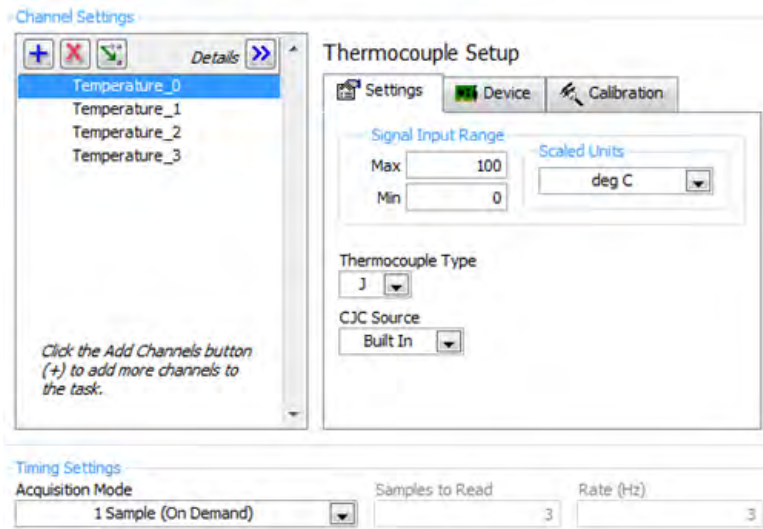 Channel Settings
Details
Temperature_0
Temperature_1
Temperature_2
Temperature_3
Click the Add Channels button
(+) to add more channels to
the task.
Thermocouple Setup
Settings
Device
Calibration
Signal Input Range
Max 100
Min 0
Scaled Units
deg C
Thermocouple Type
J
CJC Source
Built In
Timing Settings
Acquisition Mode
1 Sample (On Demand)
Samples to Read
3
Rate (Hz)
3